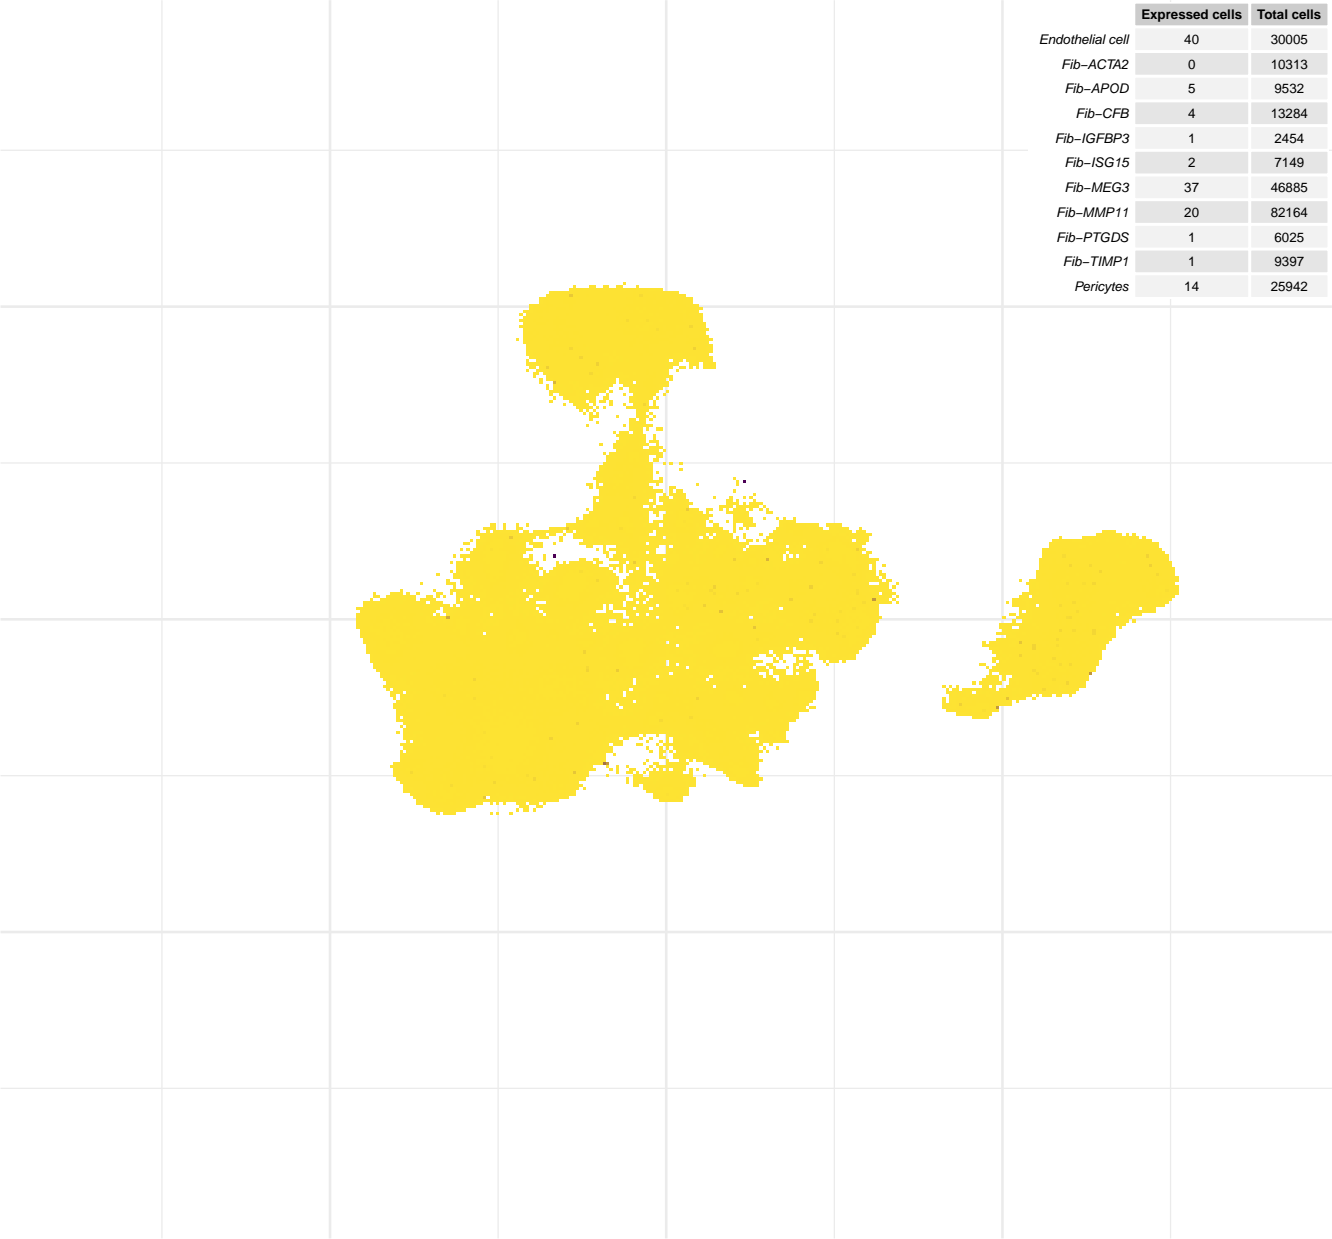 Expressed cells Total cells
Endothelial cell 40 30005
Fib−ACTA2 0 10313
Fib−APOD 5 9532
Fib−CFB 4 13284
Fib−IGFBP3 1 2454
Fib−ISG15 2 7149
Fib−MEG3 37 46885
Fib−MMP11 20 82164
Fib−PTGDS 1 6025
Fib−TIMP1 1 9397
Pericytes 14 25942